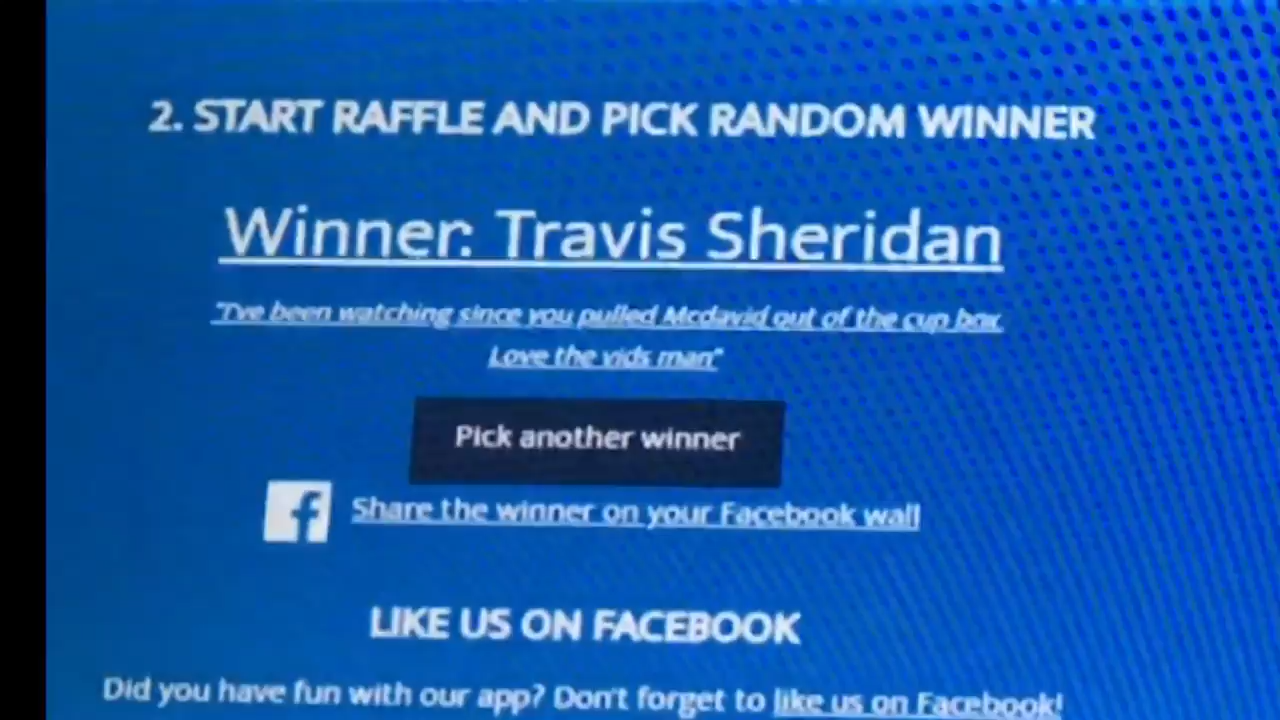 2. START RAFFLE AND PICK RANDOM WINNER
Winner: Travis Sheridan
"I've been watching since you pulled Mcdavid out of the cup box.
Love the vids man"
Pick another winner
f Share the winner on your Facebook wall
LIKE US ON FACEBOOK
Did you have fun with our app? Don't forget to like us on Facebook!